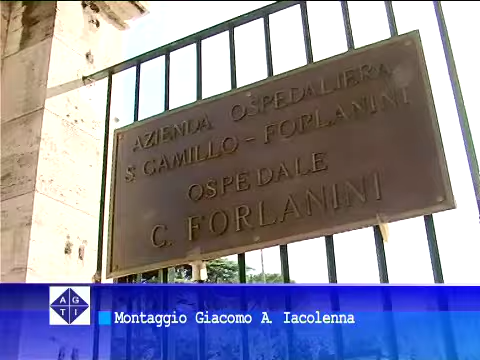 AZIENDA OSPEDALIERA
S. CAMILLO - FORLANINI
OSPEDALE
C. FORLANINI
AGTI
Montaggio Giacomo A. Iacolenna